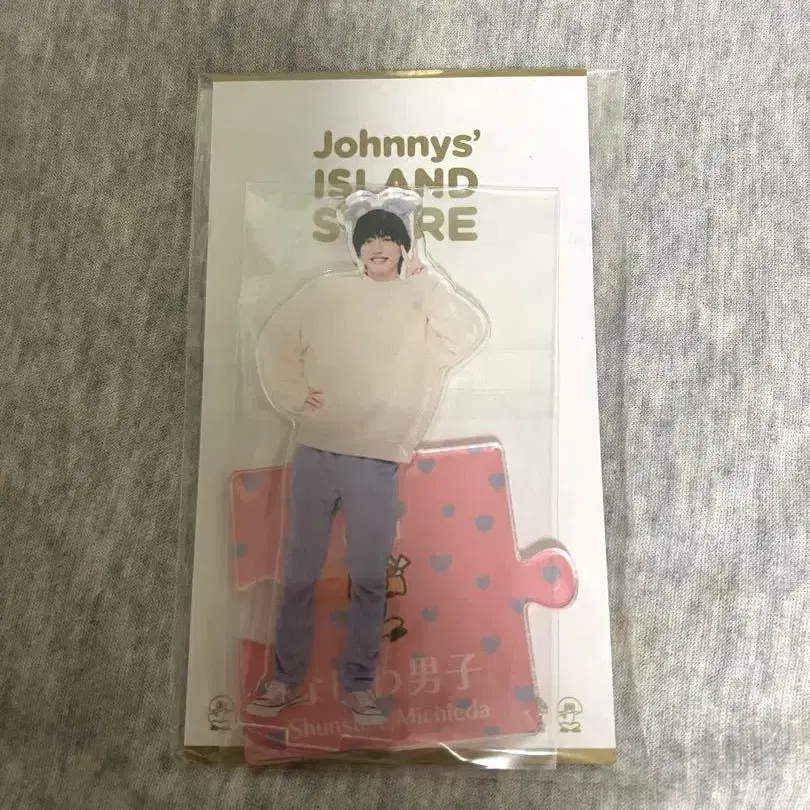 Johnnys’
ISLAND
STORE
なにわ男子
Shunsuke Michieda